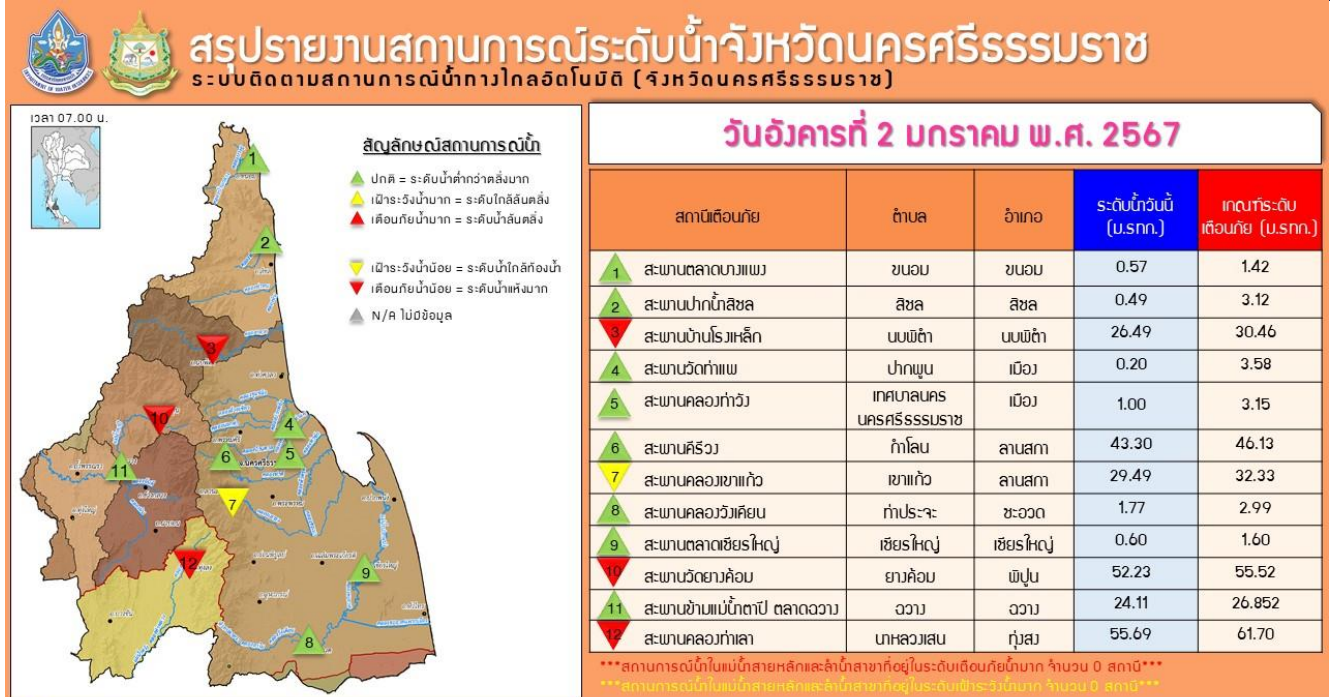 สรุปรายงานสถานการณ์ระดับน้ำจังหวัดนครศรีธรรมราช
ระบบติดตามสถานการณ์น้ำทางไกลอัตโนมัติ (จังหวัดนครศรีธรรมราช)
เวลา 07.00 น.
สัญลักษณ์สถานการณ์น้ำ
ปกติ = ระดับน้ำต่ำกว่าตลิ่งมาก
เฝ้าระวังน้ำมาก = ระดับใกล้ล้นตลิ่ง
เตือนภัยน้ำมาก = ระดับน้ำล้นตลิ่ง
เฝ้าระวังน้ำน้อย = ระดับน้ำใกล้ท้องน้ำ
เตือนภัยน้ำน้อย = ระดับน้ำแห้งมาก
N/A ไม่มีข้อมูล
1
2
3
10
4
6 5
11
7
12
9
8
วันอังคารที่ 2 มกราคม พ.ศ. 2567
สถานีเตือนภัย ตำบล อำเภอ ระดับน้ำวันนี้ (ม.รทก.) เกณฑ์ระดับเตือนภัย (ม.รทก.)
1 สะพานตลาดบางแพง ขนอม ขนอม 0.57 1.42
2 สะพานปากน้ำสิชล สิชล สิชล 0.49 3.12
3 สะพานบ้านโรงเหล็ก นบพิตำ นบพิตำ 26.49 30.46
4 สะพานวัดท่าแพ ปากพูน เมือง 0.20 3.58
5 สะพานคลองท่าวัง เทศบาลนครนครศรีธรรมราช เมือง 1.00 3.15
6 สะพานคีรีวง กำโลน ลานสกา 43.30 46.13
7 สะพานคลองเขาแก้ว เขาแก้ว ลานสกา 29.49 32.33
8 สะพานคลองวังเคียน ท่าประจะ ชะอวด 1.77 2.99
9 สะพานตลาดเชียรใหญ่ เชียรใหญ่ เชียรใหญ่ 0.60 1.60
10 สะพานวัดยางค้อม ยางค้อม พิปูน 52.23 55.52
11 สะพานข้ามแม่น้ำตาปี ตลาดฉวาง ฉวาง ฉวาง 24.11 26.852
12 สะพานคลองท่าเลา นาหลวงเสน ทุ่งสง 55.69 61.70
***สถานการณ์น้ำในแม่น้ำสายหลักและลำน้ำสาขาที่อยู่ในระดับเตือนภัยน้ำมาก จำนวน 0 สถานี***
***สถานการณ์น้ำในแม่น้ำสายหลักและลำน้ำสาขาที่อยู่ในระดับเฝ้าระวังน้ำมาก จำนวน 0 สถานี***